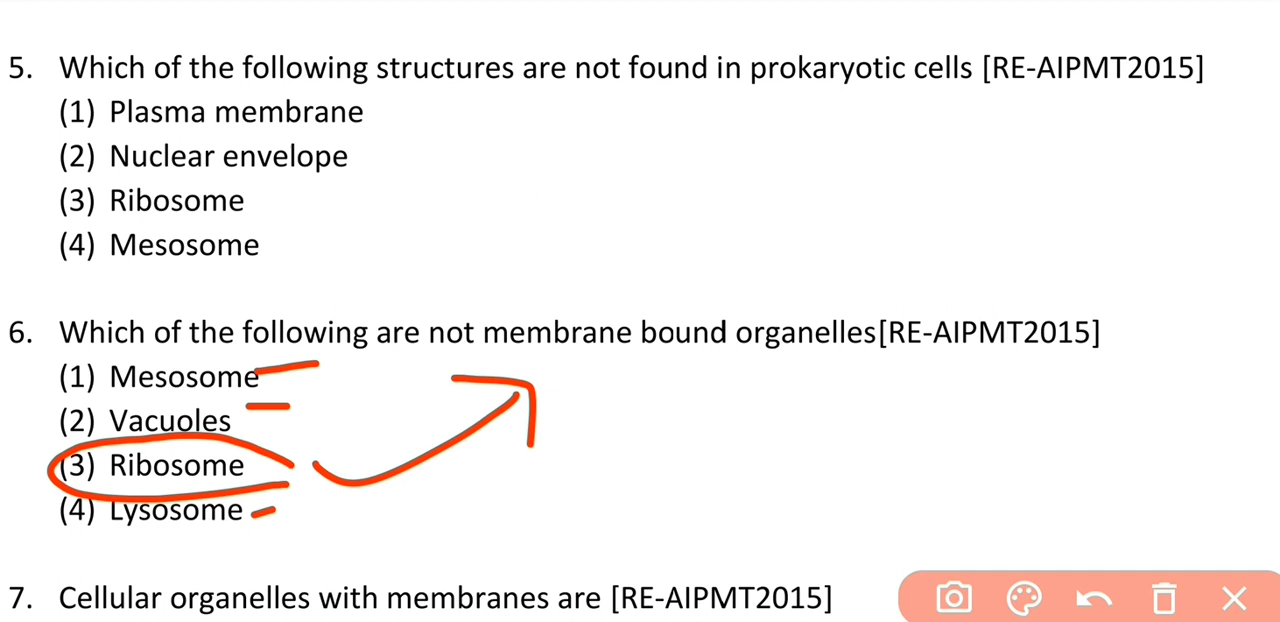 5. Which of the following structures are not found in prokaryotic cells [RE-AIPMT2015]
(1) Plasma membrane
(2) Nuclear envelope
(3) Ribosome
(4) Mesosome
6. Which of the following are not membrane bound organelles[RE-AIPMT2015]
(1) Mesosome
(2) Vacuoles
(3) Ribosome
(4) Lysosome
7. Cellular organelles with membranes are [RE-AIPMT2015]